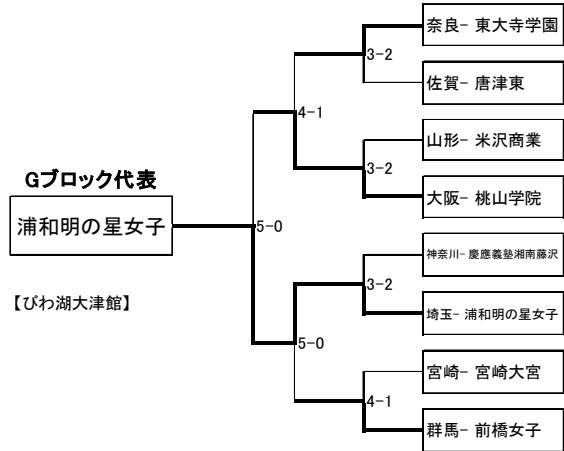 奈良− 東大寺学園
3-2
佐賀− 唐津東
4-1
山形− 米沢商業
3-2
大阪− 桃山学院
Gブロック代表
浦和明の星女子
5-0
【びわ湖大津館】
神奈川− 慶應義塾湘南藤沢
3-2
埼玉− 浦和明の星女子
5-0
宮崎− 宮崎大宮
4-1
群馬− 前橋女子